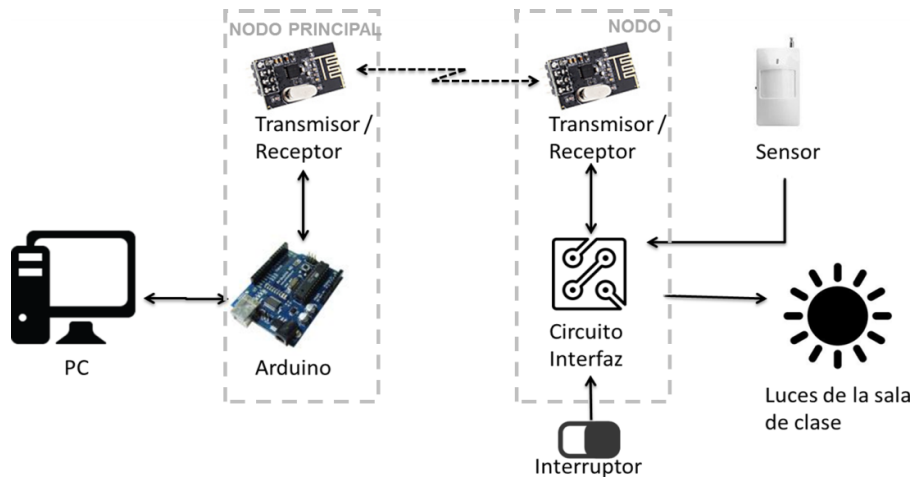 NODO PRINCIPAL
NODO
Transmisor /
Receptor
Transmisor /
Receptor
Sensor
PC
Arduino
Circuito
Interfaz
Luces de la sala
de clase
Interruptor